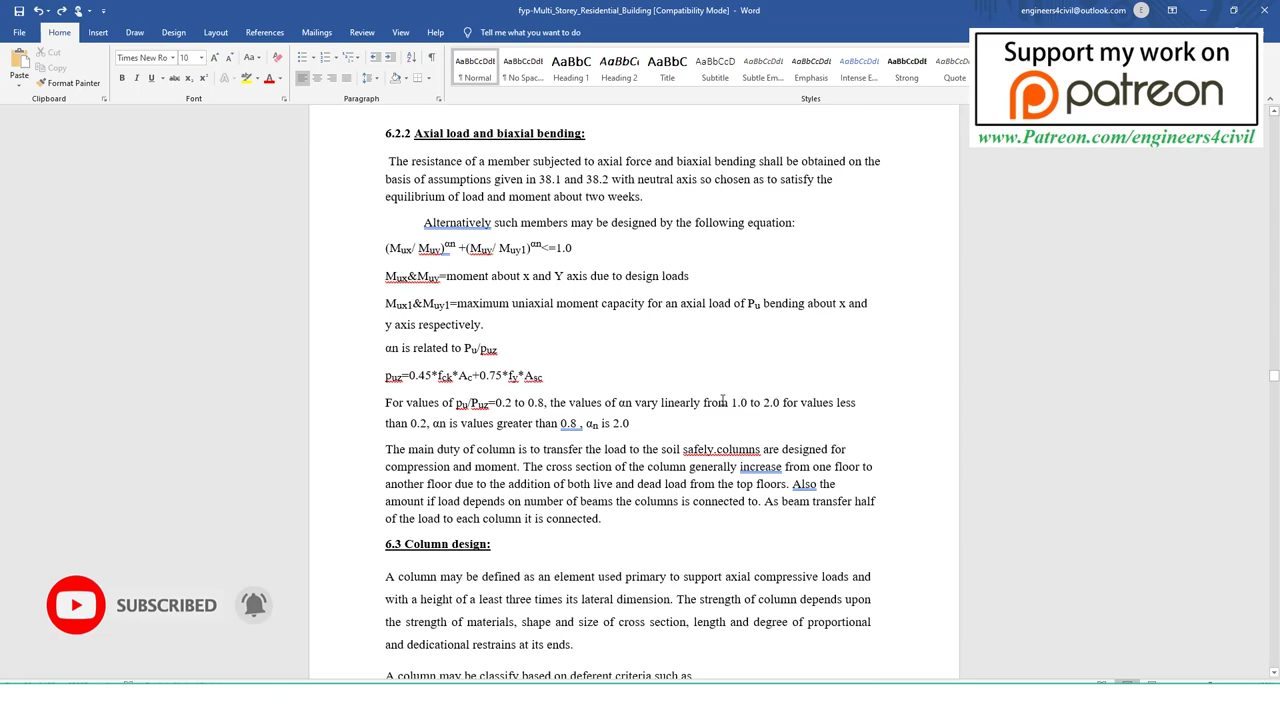 fyp-Multi_Storey_Residential_Building [Compatibility Mode] - Word
engineers4civil@outlook.com
E
File Home Insert Draw Design Layout References Mailings Review View Help Tell me what you want to do
Cut
Copy
Paste
Format Painter
Clipboard
Times New Ro 10
Font
Paragraph
AaBbCcDdI AaBbCcDdI AaBbC AaBbCc AaBbC AaBbCcD AaBbCcDdI AaBbCcDdI AaBbCcDdI AaBbCcDdI AaBbCcD
¶ Normal ¶ No Spac... Heading 1 Heading 2 Title Subtitle Subtle Em... Emphasis Intense E... Strong Quote
Styles
Support my work on
patreon
www.Patreon.com/engineers4civil
6.2.2 Axial load and biaxial bending:
The resistance of a member subjected to axial force and biaxial bending shall be obtained on the
basis of assumptions given in 38.1 and 38.2 with neutral axis so chosen as to satisfy the
equilibrium of load and moment about two weeks.
Alternatively such members may be designed by the following equation:
(Mux/ Muy)αn +(Muy/ Muy1)αn<=1.0
Mux&Muy=moment about x and Y axis due to design loads
Mux1&Muy1=maximum uniaxial moment capacity for an axial load of Pu bending about x and
y axis respectively.
αn is related to Pu/puz
puz=0.45*fck*Ac+0.75*fy*Asc
For values of pu/Puz=0.2 to 0.8, the values of αn vary linearly from 1.0 to 2.0 for values less
than 0.2, αn is values greater than 0.8 , αn is 2.0
The main duty of column is to transfer the load to the soil safely.columns are designed for
compression and moment. The cross section of the column generally increase from one floor to
another floor due to the addition of both live and dead load from the top floors. Also the
amount if load depends on number of beams the columns is connected to. As beam transfer half
of the load to each column it is connected.
6.3 Column design:
A column may be defined as an element used primary to support axial compressive loads and
with a height of a least three times its lateral dimension. The strength of column depends upon
the strength of materials, shape and size of cross section, length and degree of proportional
and dedicational restrains at its ends.
A column may be classify based on deferent criteria such as
SUBSCRIBED